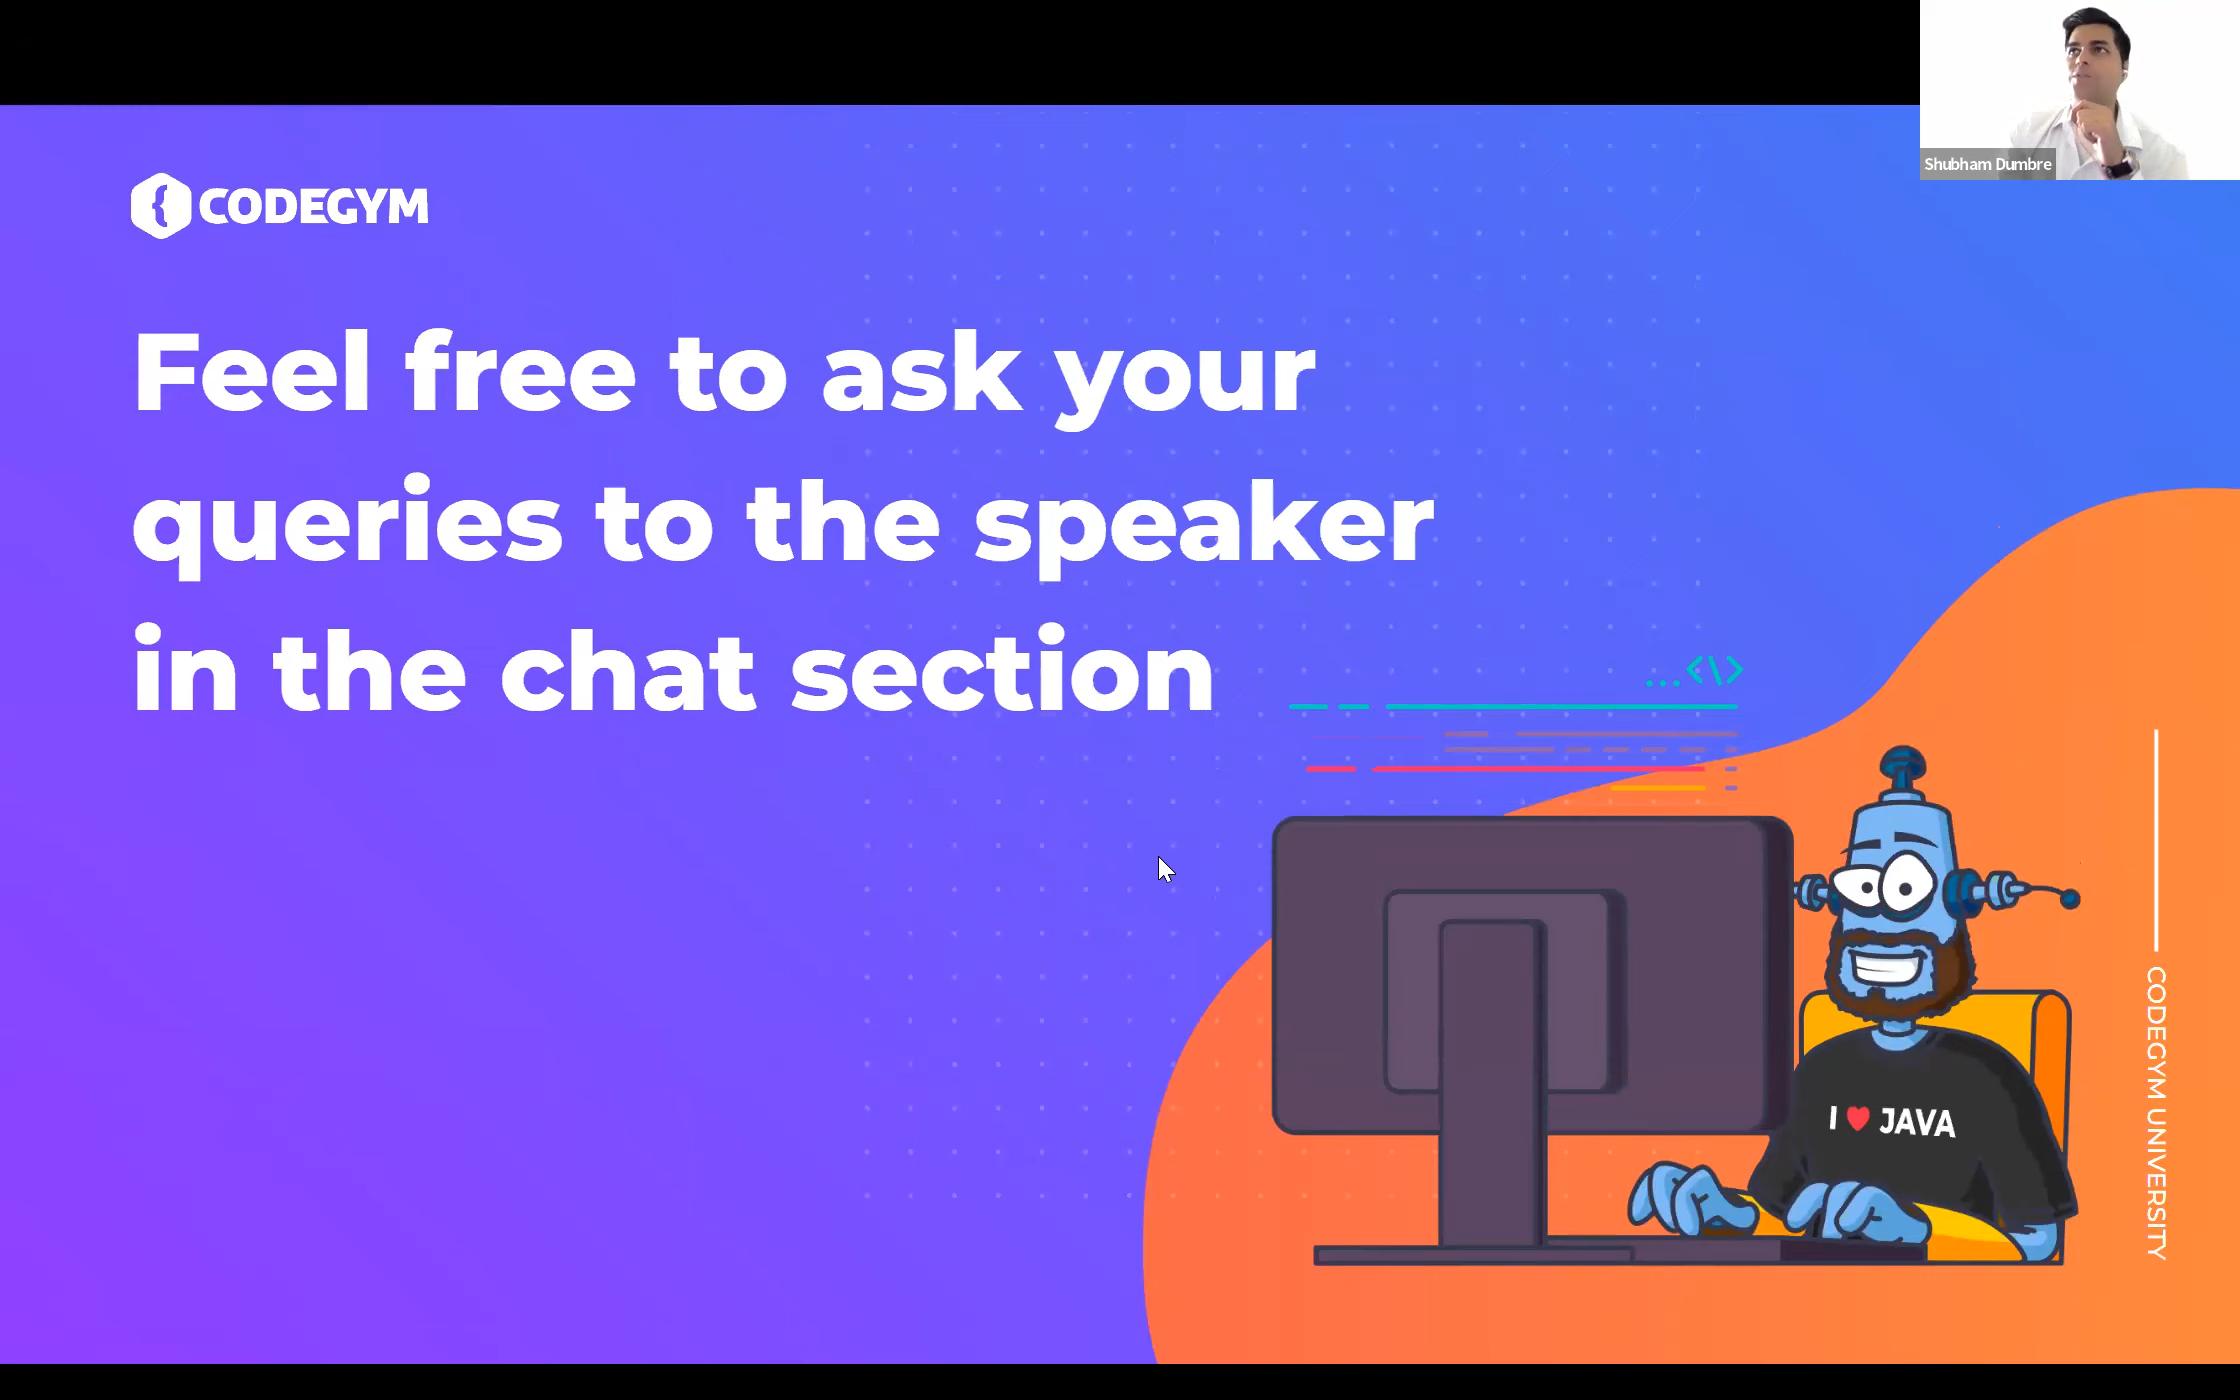 Shubham Dumbre
CODEGYM
Feel free to ask your
queries to the speaker
in the chat section
...<\>
I ♥ JAVA
CODEGYM UNIVERSITY